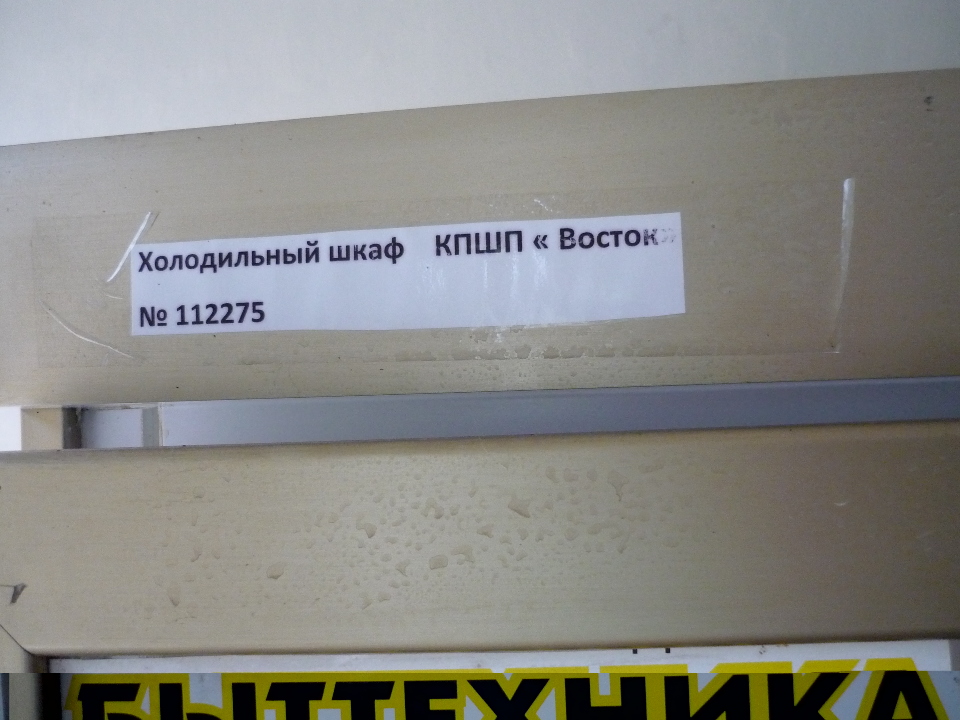 Холодильный шкаф КПШП « Восток»
№ 112275
БЫТТЕХНИКА